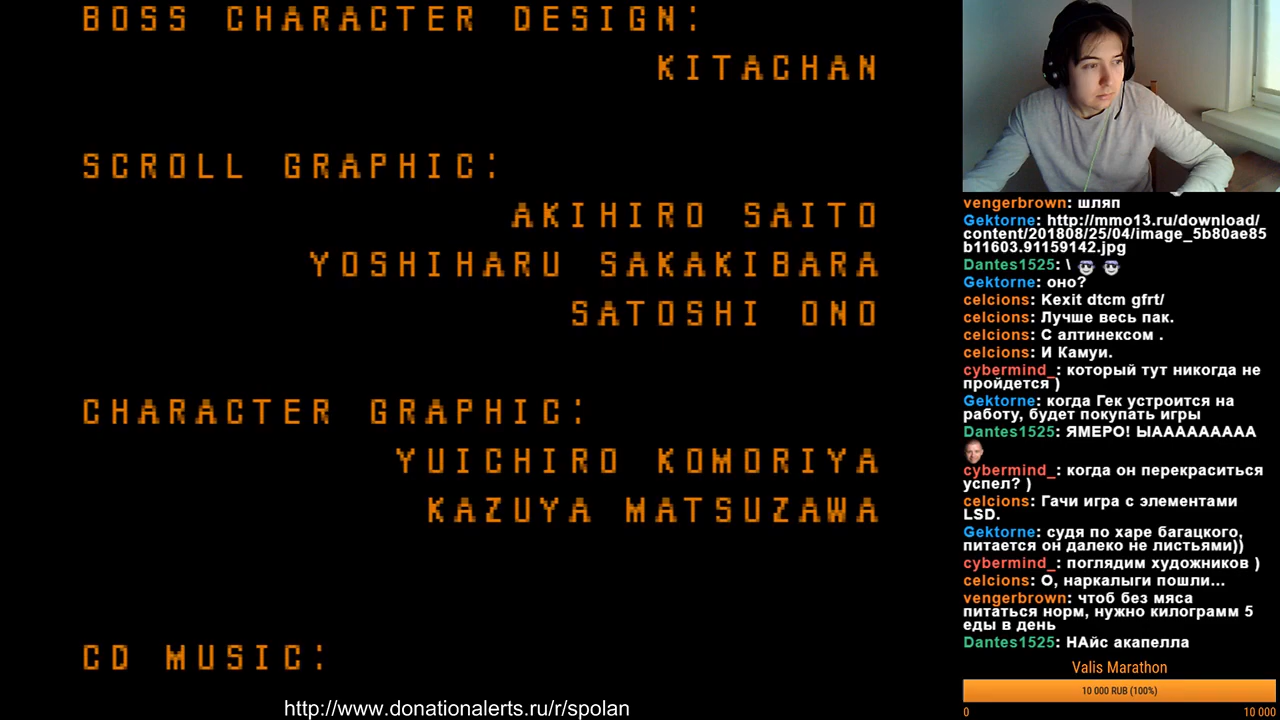 BOSS CHARACTER DESIGN:
KITACHAN
SCROLL GRAPHIC:
AKIHIRO SAITO
YOSHIHARU SAKAKIBARA
SATOSHI ONO
CHARACTER GRAPHIC:
YUICHIRO KOMORIYA
KAZUYA MATSUZAWA
CD MUSIC:
http://www.donationalerts.ru/r/spolan
vengerbrown: шляп
Gektorne: http://mmo13.ru/download/
content/201808/25/04/image_5b80ae85
b11603.91159142.jpg
Dantes1525: \
Gektorne: оно?
celcions: Kexit dtcm gfrt/
celcions: Лучше весь пак.
celcions: С алтинексом .
celcions: И Камуи.
cybermind_: который тут никогда не
пройдется )
Gektorne: когда Гек устроится на
работу, будет покупать игры
Dantes1525: ЯМЕРО! ЫААААААААА
cybermind_: когда он перекраситься
успел? )
celcions: Гачи игра с элементами
LSD.
Gektorne: судя по харе багацкого,
питается он далеко не листьями))
cybermind_: поглядим художников )
celcions: О, наркалыги пошли...
vengerbrown: чтоб без мяса
питаться норм, нужно килограмм 5
еды в день
Dantes1525: НАйс акапелла
Valis Marathon
10 000 RUB (100%)
0 10 000